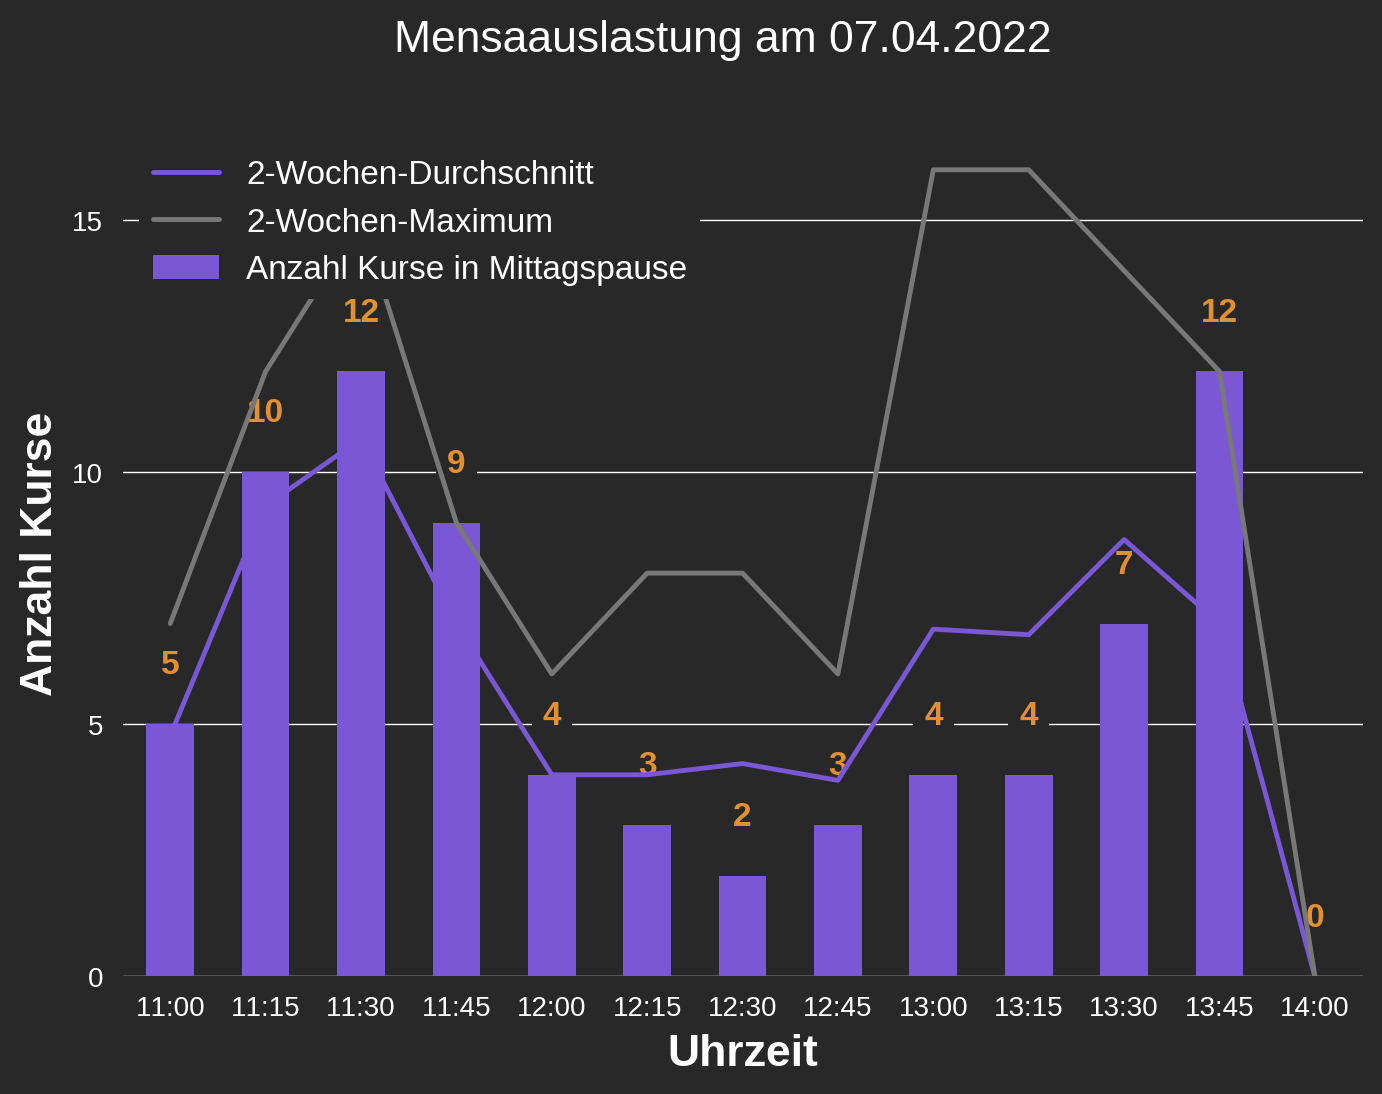 Mensaauslastung am 07.04.2022
2-Wochen-Durchschnitt
2-Wochen-Maximum
Anzahl Kurse in Mittagspause
15
10
5
0
Anzahl Kurse
5
10
12
9
4
3
2
3
4
4
7
12
0
11:00 11:15 11:30 11:45 12:00 12:15 12:30 12:45 13:00 13:15 13:30 13:45 14:00
Uhrzeit